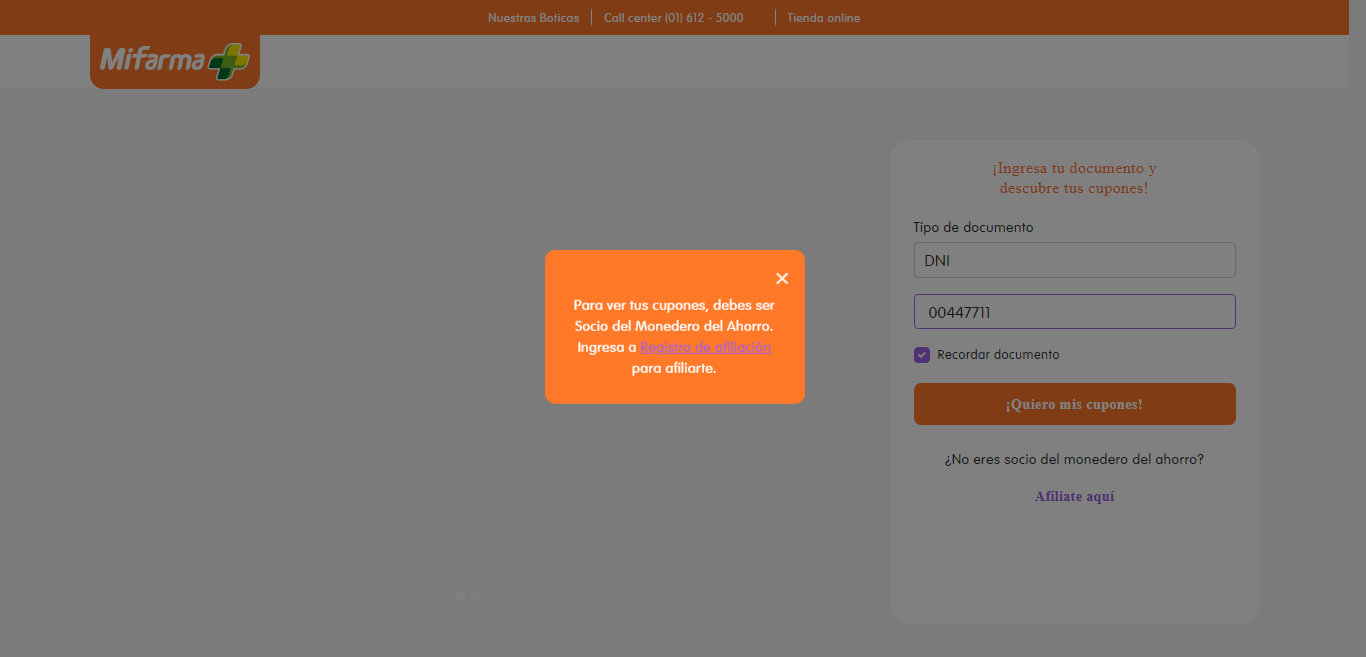 Nuestras Boticas
Call center (01) 612 - 5000
Tienda online
Mifarma
¡Ingresa tu documento y
descubre tus cupones!
Tipo de documento
DNI
00447711
Recordar documento
¡Quiero mis cupones!
¿No eres socio del monedero del ahorro?
Afíliate aquí
Para ver tus cupones, debes ser
Socio del Monedero del Ahorro.
Ingresa a Registro de afiliación
para afiliarte.